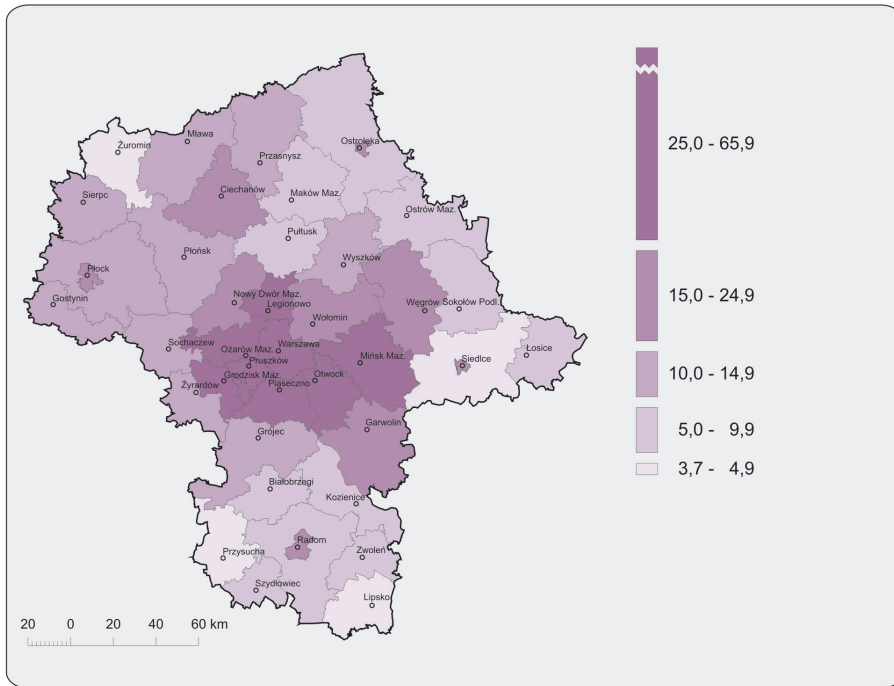 Ostrołęka
Mława
Żuromin
Przasnysz
Ciechanów
Maków Maz.
Sierpc
Ostrów Maz.
Pułtusk
Płońsk
Wyszków
Płock
Gostynin
Nowy Dwór Maz.
Legionowo
Węgrów
Sokołów Podl.
Wołomin
Sochaczew
Warszawa
Ożarów Maz.
Łosice
Mińsk Maz.
Siedlce
Pruszków
Grodzisk Maz.
Otwock
Żyrardów
Piaseczno
Garwolin
Grójec
Białobrzegi
Kozienice
Radom
Przysucha
Zwoleń
Szydłowiec
Lipsko
20 0 20 40 60 km
25,0 - 65,9
15,0 - 24,9
10,0 - 14,9
5,0 - 9,9
3,7 - 4,9